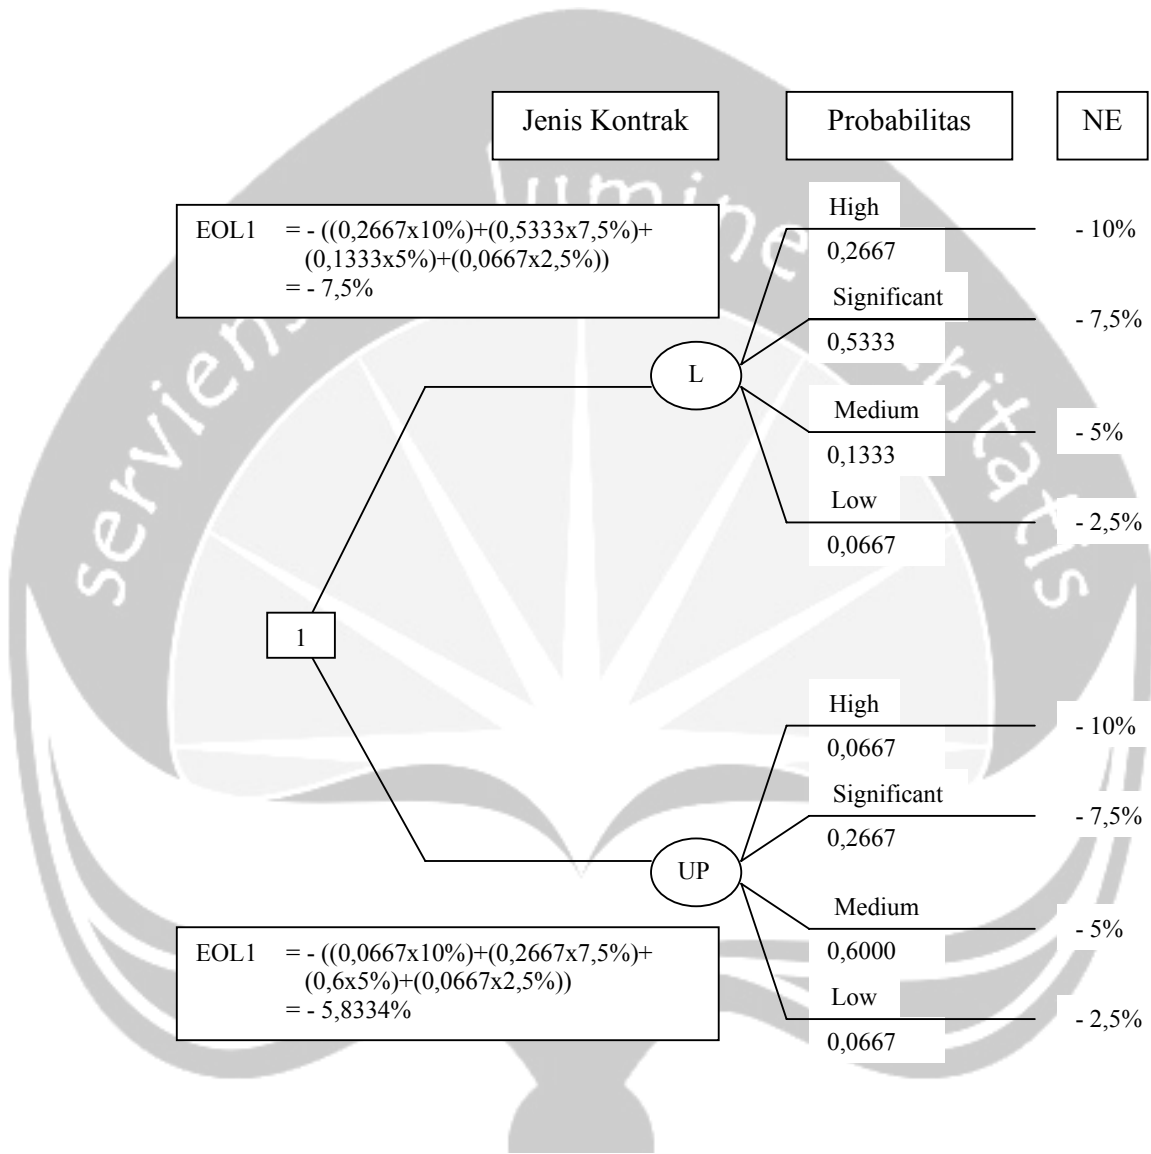 Jenis Kontrak
Probabilitas
NE
EOL1 = - ((0,2667x10%)+(0,5333x7,5%)+
(0,1333x5%)+(0,0667x2,5%))
= - 7,5%
High
0,2667
- 10%
Significant
0,5333
- 7,5%
L
Medium
0,1333
- 5%
Low
0,0667
- 2,5%
1
High
0,0667
- 10%
Significant
0,2667
- 7,5%
UP
Medium
0,6000
- 5%
Low
0,0667
- 2,5%
EOL1 = - ((0,0667x10%)+(0,2667x7,5%)+
(0,6x5%)+(0,0667x2,5%))
= - 5,8334%
serviens
lumine
ritatis